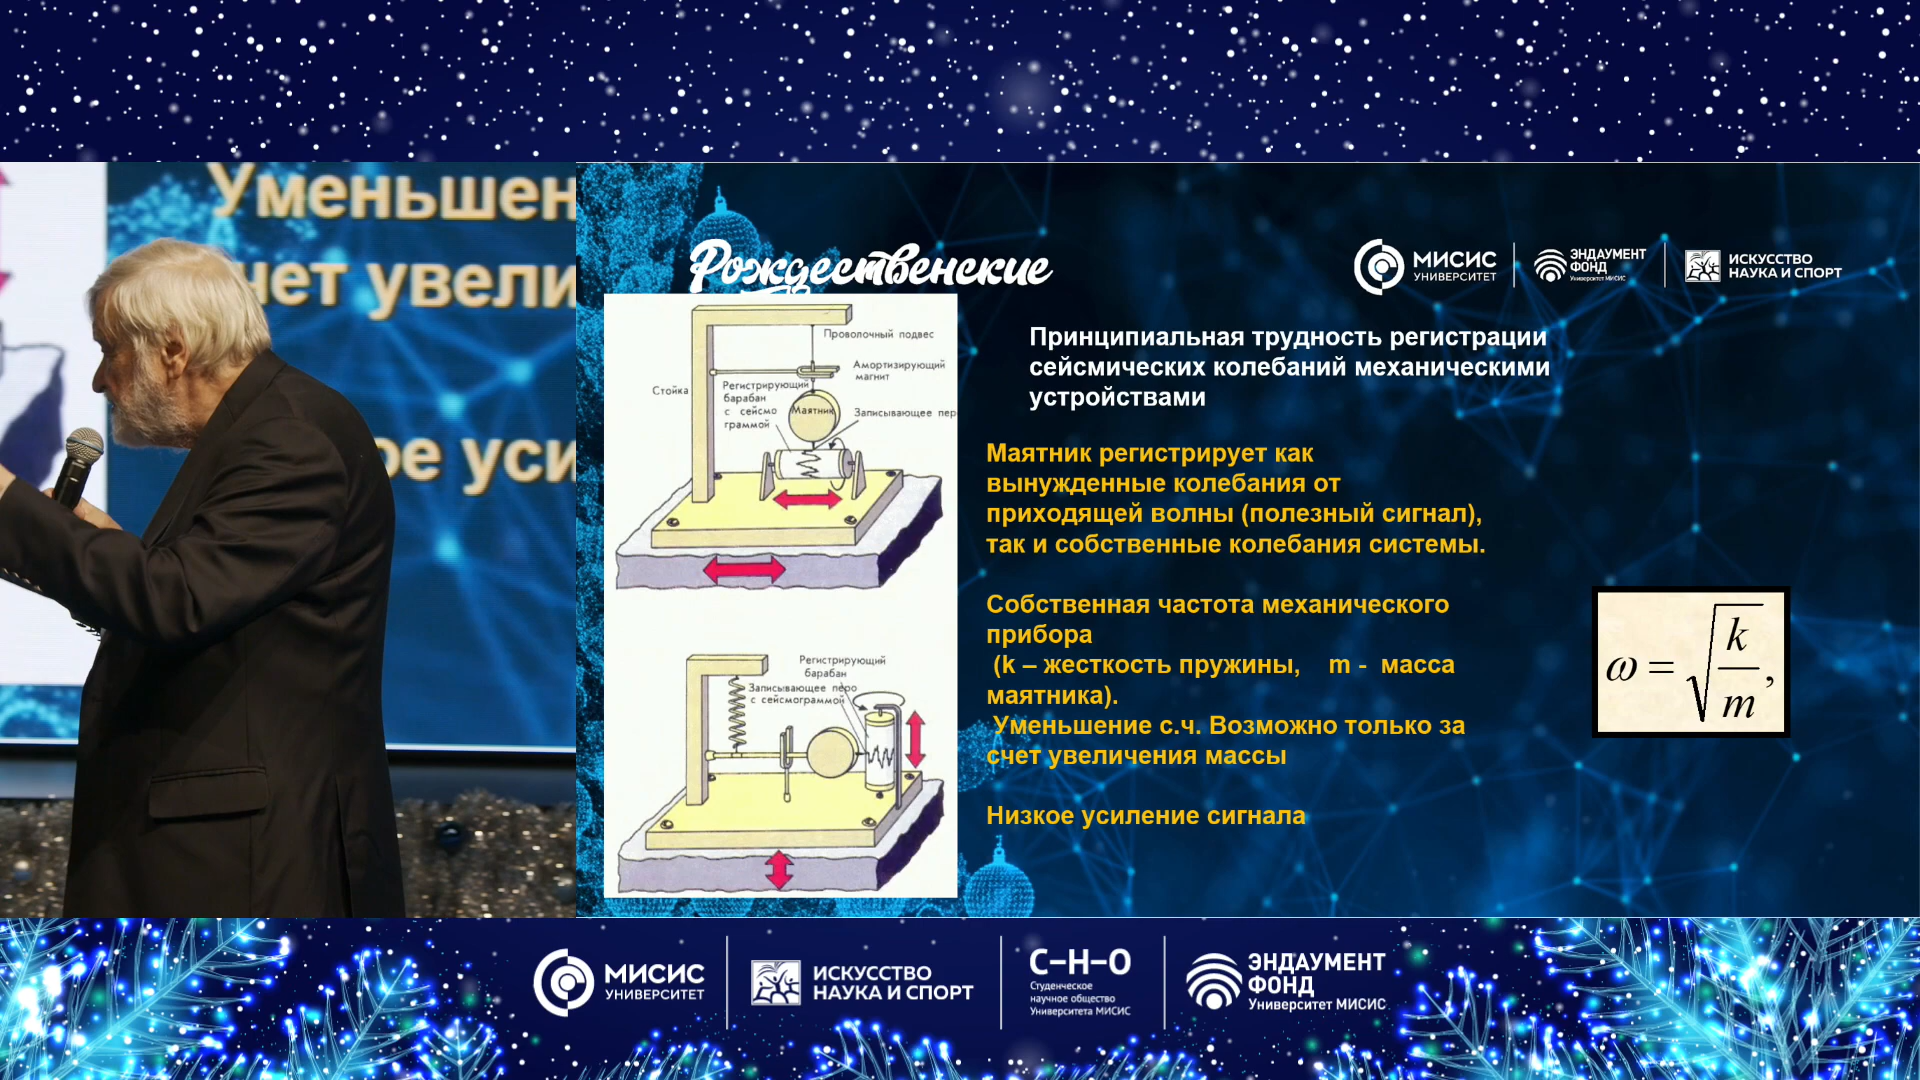 Уменьшен
чет увели
ое уси
Рождественские
МИСИС
УНИВЕРСИТЕТ
ЭНДАУМЕНТ
ФОНД
Университет МИСИС
ИСКУССТВО
НАУКА И СПОРТ
Проволочный подвес
Амортизирующий
магнит
Стойка
Регистрирующий
барабан
с сейсмо
граммой
Маятник
Записывающее пер
Регистрирующий
барабан
Записывающее перо
с сейсмограммой
Принципиальная трудность регистрации
сейсмических колебаний механическими
устройствами
Маятник регистрирует как
вынужденные колебания от
приходящей волны (полезный сигнал),
так и собственные колебания системы.
Собственная частота механического
прибора
(k – жесткость пружины, m - масса
маятника).
Уменьшение с.ч. Возможно только за
счет увеличения массы
Низкое усиление сигнала
ω = √k/m,
МИСИС
УНИВЕРСИТЕТ
ИСКУССТВО
НАУКА И СПОРТ
С–Н–О
Студенческое
научное общество
Университета МИСИС
ЭНДАУМЕНТ
ФОНД
Университет МИСИС